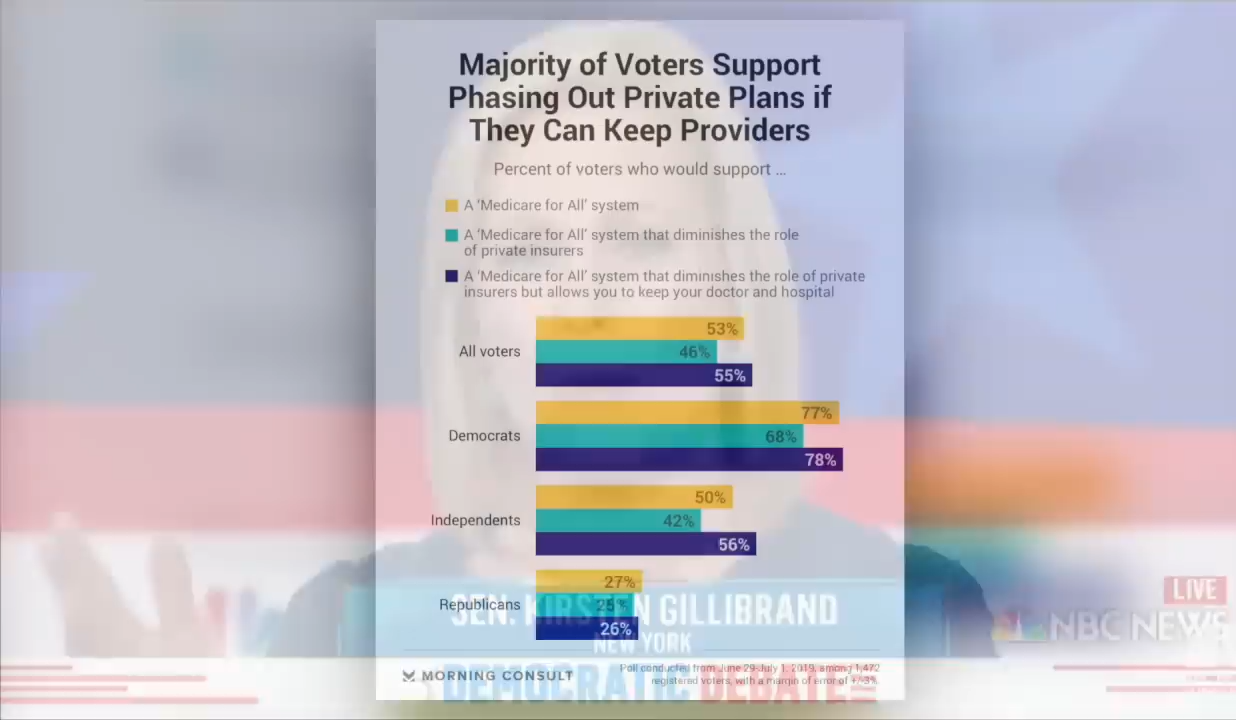 Majority of Voters Support
Phasing Out Private Plans if
They Can Keep Providers
Percent of voters who would support ...
A 'Medicare for All' system
A 'Medicare for All' system that diminishes the role
of private insurers
A 'Medicare for All' system that diminishes the role of private
insurers but allows you to keep your doctor and hospital
All voters
53%
46%
55%
Democrats
77%
68%
78%
Independents
50%
42%
56%
Republicans
27%
25%
26%
SEN. KIRSTEN GILLIBRAND
NEW YORK
LIVE
NBC NEWS
MORNING CONSULT
Poll conducted from June 29-July 1, 2019, among 1,472
registered voters, with a margin of error of +/-3%.
DEMOCRATIC DEBATE